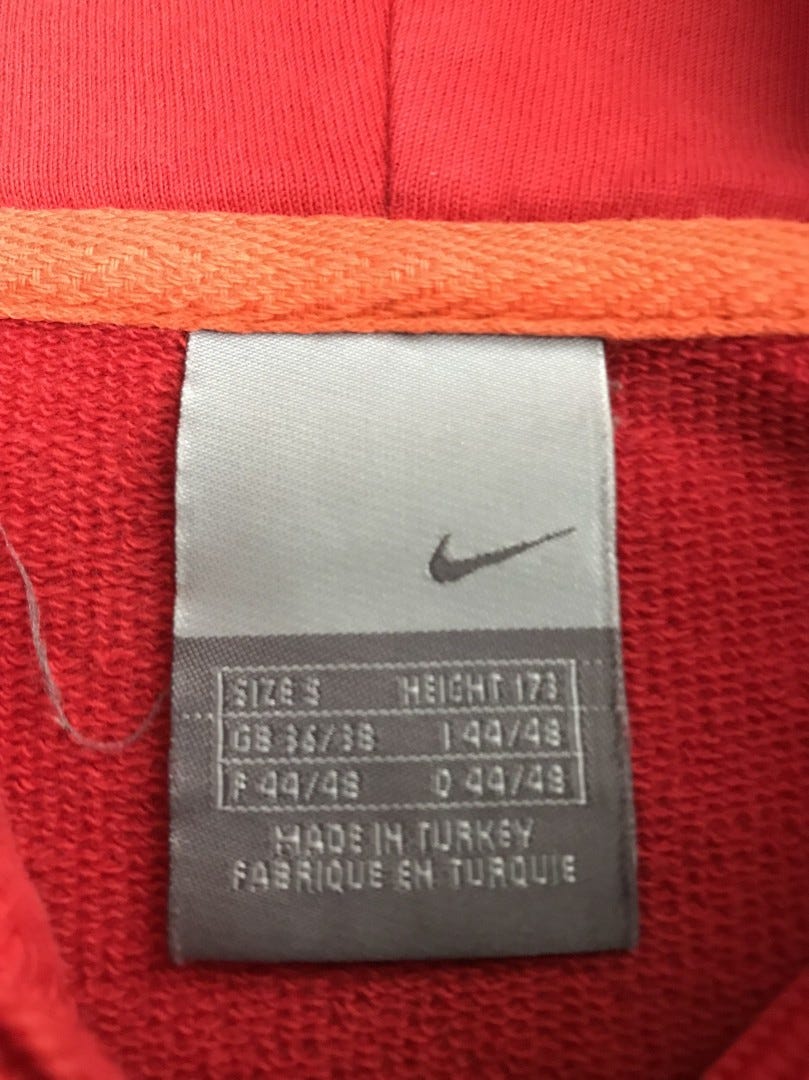 SIZE S HEIGHT 173
GB 36/38 I 44/48
F 44/48 D 44/48
MADE IN TURKEY
FABRIQUE EN TURQUIE